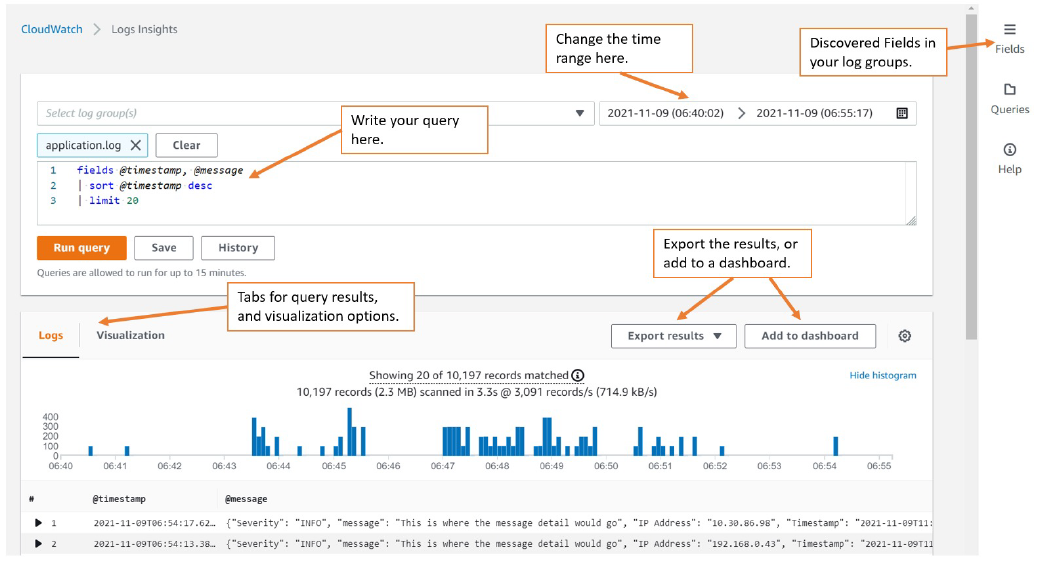 CloudWatch > Logs Insights
Change the time
range here.
Discovered Fields in
your log groups.
Fields
Queries
Help
Select log group(s)
2021-11-09 (06:40:02) > 2021-11-09 (06:55:17)
Write your query
here.
application.log X Clear
1 fields @timestamp, @message
2 | sort @timestamp desc
3 | limit 20
Run query Save History
Queries are allowed to run for up to 15 minutes.
Export the results, or
add to a dashboard.
Tabs for query results,
and visualization options.
Logs Visualization Export results Add to dashboard
Showing 20 of 10,197 records matched
Hide histogram
10,197 records (2.3 MB) scanned in 3.3s @ 3,091 records/s (714.9 kB/s)
400
300
200
100
0
06:40 06:41 06:42 06:43 06:44 06:45 06:46 06:47 06:48 06:49 06:50 06:51 06:52 06:53 06:54 06:55
# @timestamp @message
1 2021-11-09T06:54:17.62… {"Severity": "INFO", "message": "This is where the message detail would go", "IP Address": "10.30.86.98", "Timestamp": "2021-11-09T11:
2 2021-11-09T06:54:13.38… {"Severity": "INFO", "message": "This is where the message detail would go", "IP Address": "192.168.0.43", "Timestamp": "2021-11-09T11